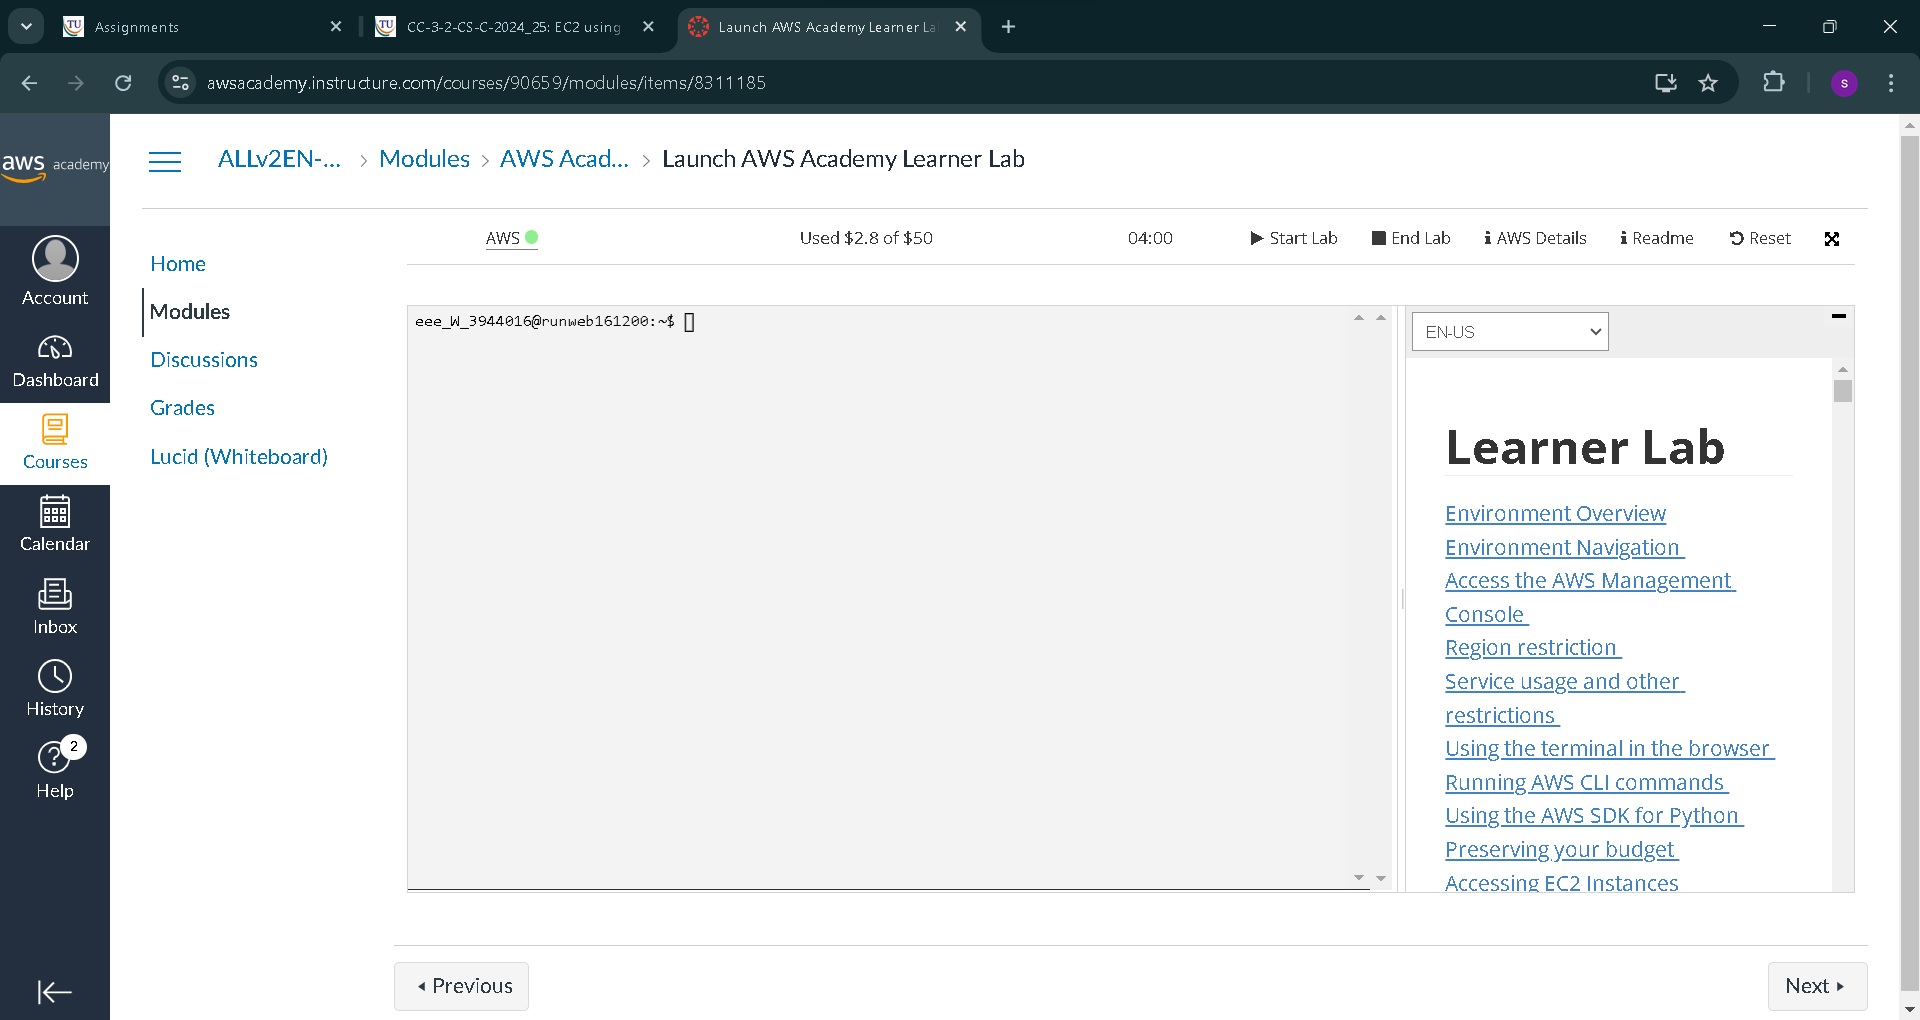 Assignments
CC-3-2-CS-C-2024_25: EC2 using
Launch AWS Academy Learner La
awsacademy.instructure.com/courses/90659/modules/items/8311185
s
aws academy
ALLv2EN-...
Modules
AWS Acad...
Launch AWS Academy Learner Lab
Account
Dashboard
Courses
Calendar
Inbox
History
2
Help
Home
Modules
Discussions
Grades
Lucid (Whiteboard)
AWS
Used $2.8 of $50
04:00
Start Lab
End Lab
AWS Details
Readme
Reset
eee_W_3944016@runweb161200:~$
EN-US
Learner Lab
Environment Overview
Environment Navigation
Access the AWS Management
Console
Region restriction
Service usage and other
restrictions
Using the terminal in the browser
Running AWS CLI commands
Using the AWS SDK for Python
Preserving your budget
Accessing EC2 Instances
Previous
Next